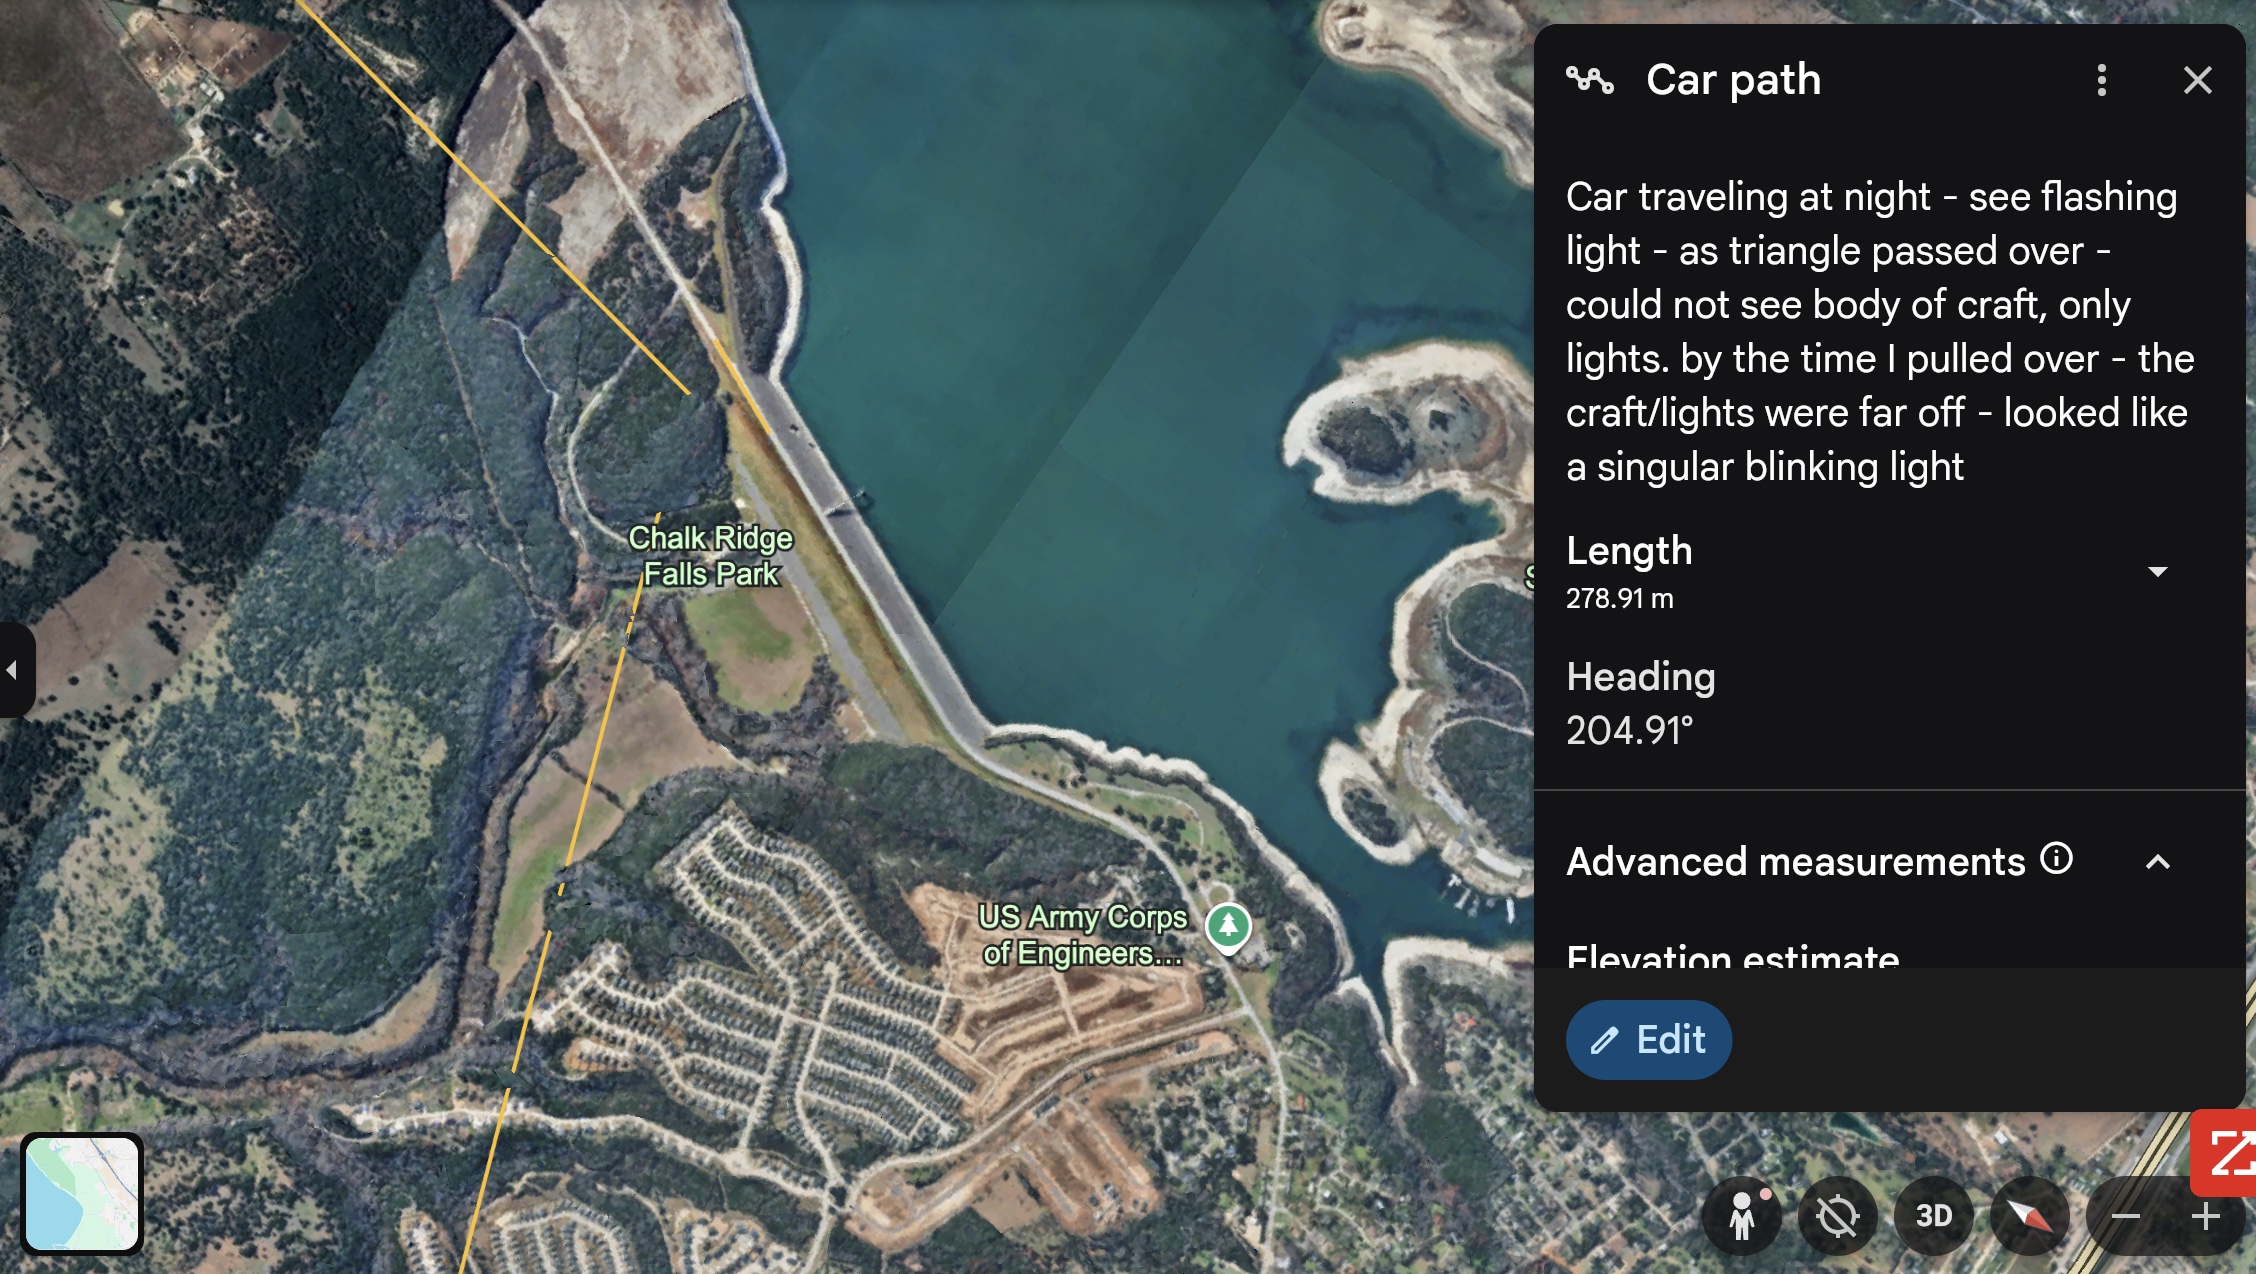 Car path
Car traveling at night - see flashing
light - as triangle passed over -
could not see body of craft, only
lights. by the time I pulled over - the
craft/lights were far off - looked like
a singular blinking light
Length
278.91 m
Heading
204.91°
Advanced measurements
Elevation estimate
Edit
Chalk Ridge
Falls Park
US Army Corps
of Engineers...
S
3D